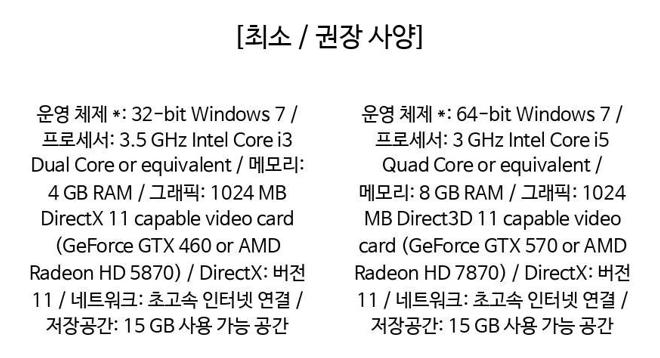 [최소 / 권장 사양]
운영 체제 *: 32-bit Windows 7 /
프로세서: 3.5 GHz Intel Core i3
Dual Core or equivalent / 메모리:
4 GB RAM / 그래픽: 1024 MB
DirectX 11 capable video card
(GeForce GTX 460 or AMD
Radeon HD 5870) / DirectX: 버전
11 / 네트워크: 초고속 인터넷 연결 /
저장공간: 15 GB 사용 가능 공간
운영 체제 *: 64-bit Windows 7 /
프로세서: 3 GHz Intel Core i5
Quad Core or equivalent /
메모리: 8 GB RAM / 그래픽: 1024
MB Direct3D 11 capable video
card (GeForce GTX 570 or AMD
Radeon HD 7870) / DirectX: 버전
11 / 네트워크: 초고속 인터넷 연결 /
저장공간: 15 GB 사용 가능 공간